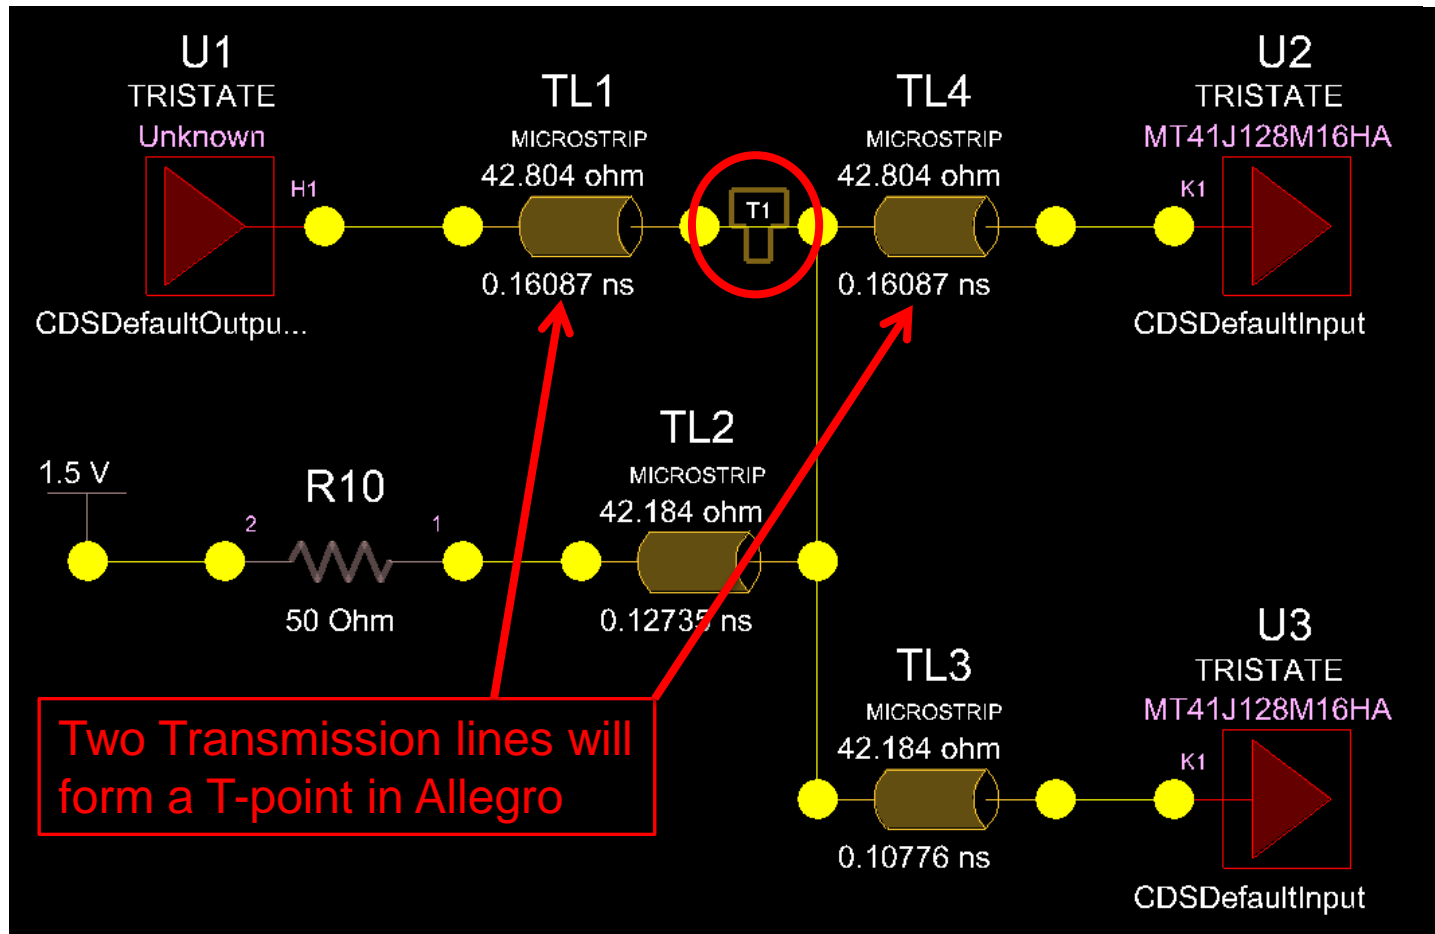 U1
TRISTATE
Unknown
H1
CDSDefaultOutpu...
TL1
MICROSTRIP
42.804 ohm
0.16087 ns
T1
TL4
MICROSTRIP
42.804 ohm
0.16087 ns
U2
TRISTATE
MT41J128M16HA
K1
CDSDefaultInput
1.5 V
2
R10
1
50 Ohm
TL2
MICROSTRIP
42.184 ohm
0.12735 ns
TL3
MICROSTRIP
42.184 ohm
0.10776 ns
U3
TRISTATE
MT41J128M16HA
K1
CDSDefaultInput
Two Transmission lines will
form a T-point in Allegro